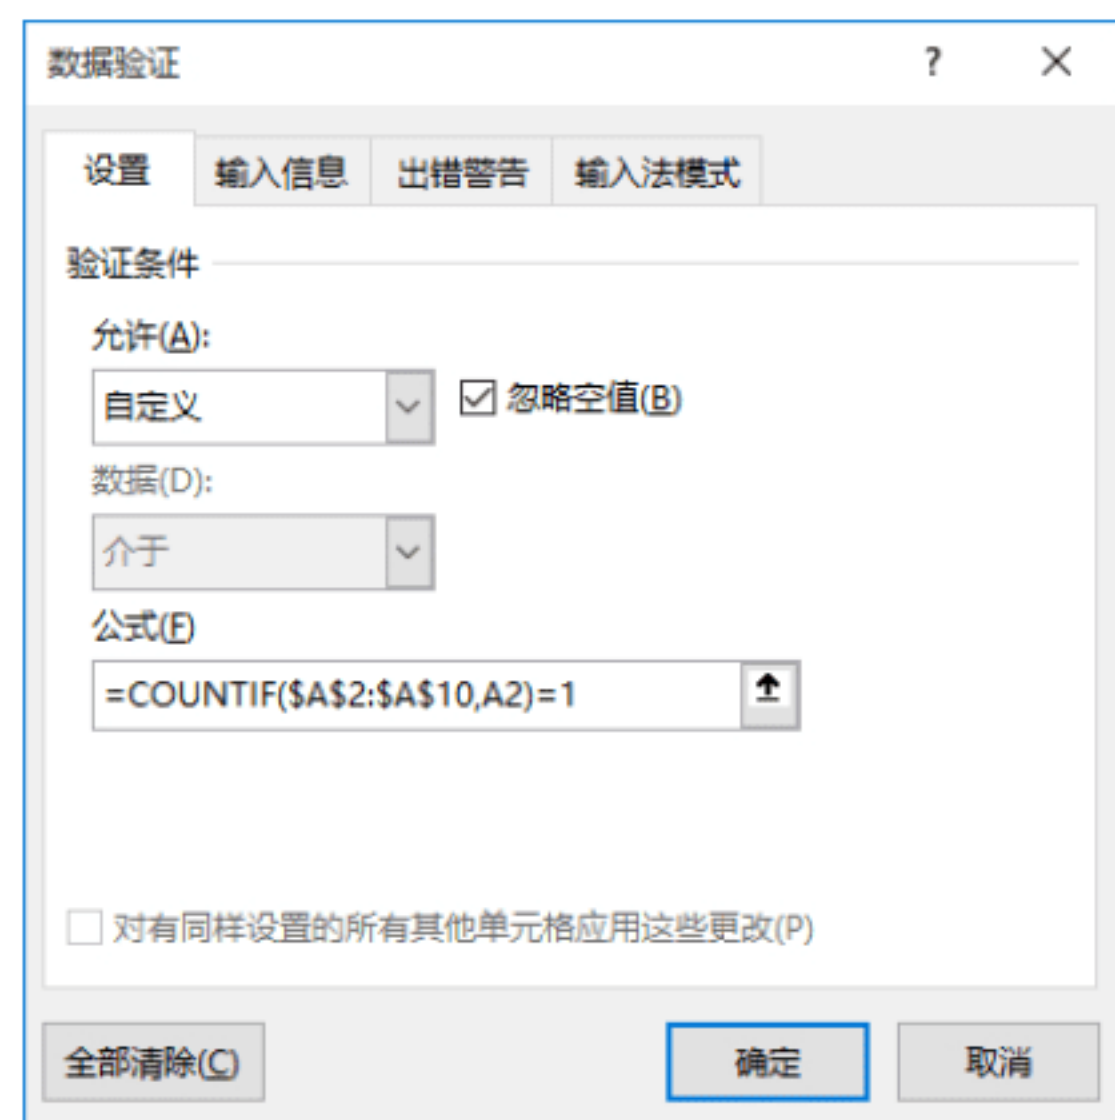 数据验证 ?
设置 输入信息 出错警告 输入法模式
验证条件
允许(A):
自定义 忽略空值(B)
数据(D):
介于
公式(F)
=COUNTIF($A$2:$A$10,A2)=1
对有同样设置的所有其他单元格应用这些更改(P)
全部清除(C) 确定 取消